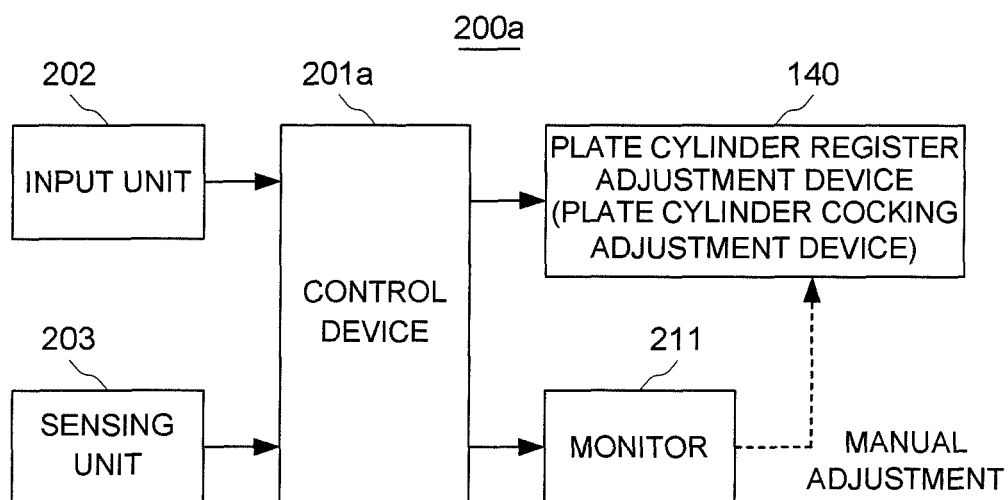 200a
202
201a
140
INPUT UNIT
PLATE CYLINDER REGISTER
ADJUSTMENT DEVICE
(PLATE CYLINDER COCKING
ADJUSTMENT DEVICE)
CONTROL
DEVICE
203
211
SENSING
UNIT
MONITOR
MANUAL
ADJUSTMENT